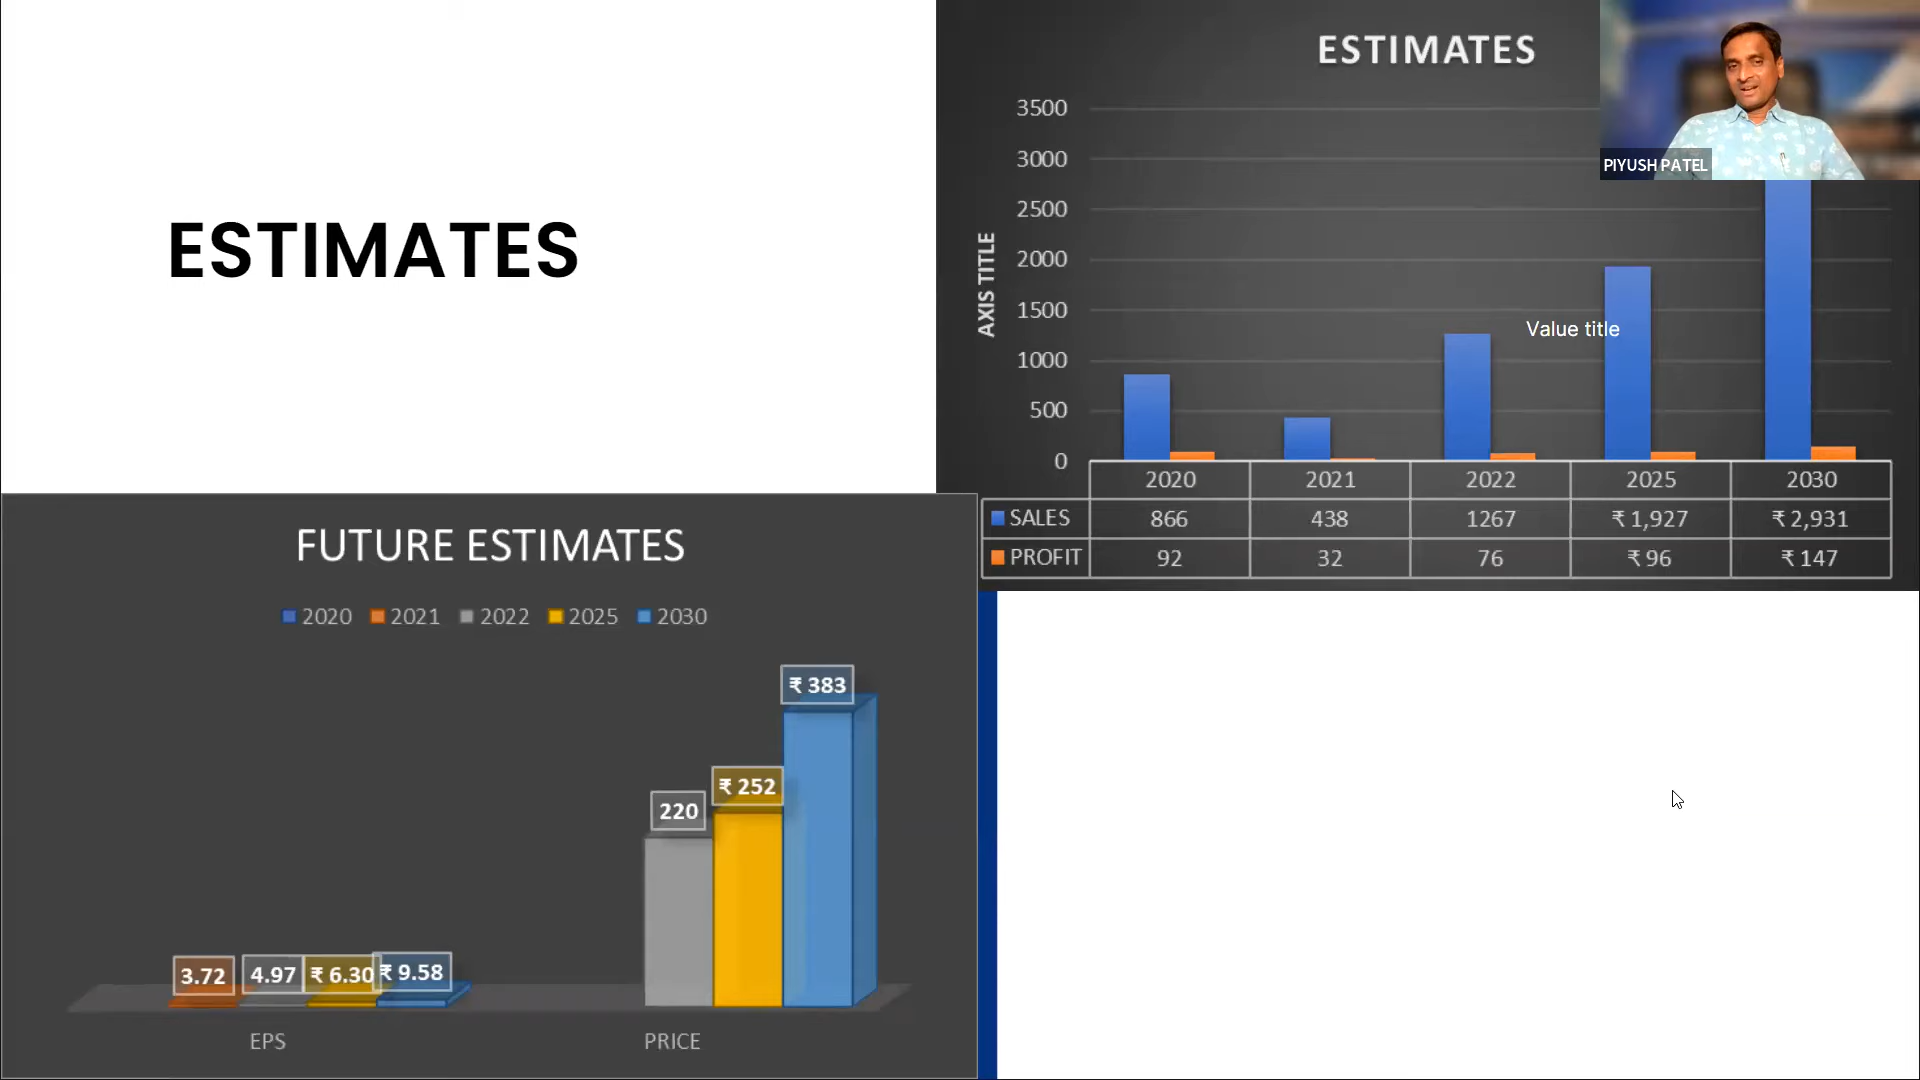 ESTIMATES
ESTIMATES
3500
3000
2500
2000
1500
1000
500
0
AXIS TITLE
Value title
PIYUSH PATEL
2020 2021 2022 2025 2030
SALES 866 438 1267 ₹ 1,927 ₹ 2,931
PROFIT 92 32 76 ₹ 96 ₹ 147
FUTURE ESTIMATES
2020 2021 2022 2025 2030
₹ 383
₹ 252
220
3.72 4.97 ₹ 6.30 ₹ 9.58
EPS PRICE